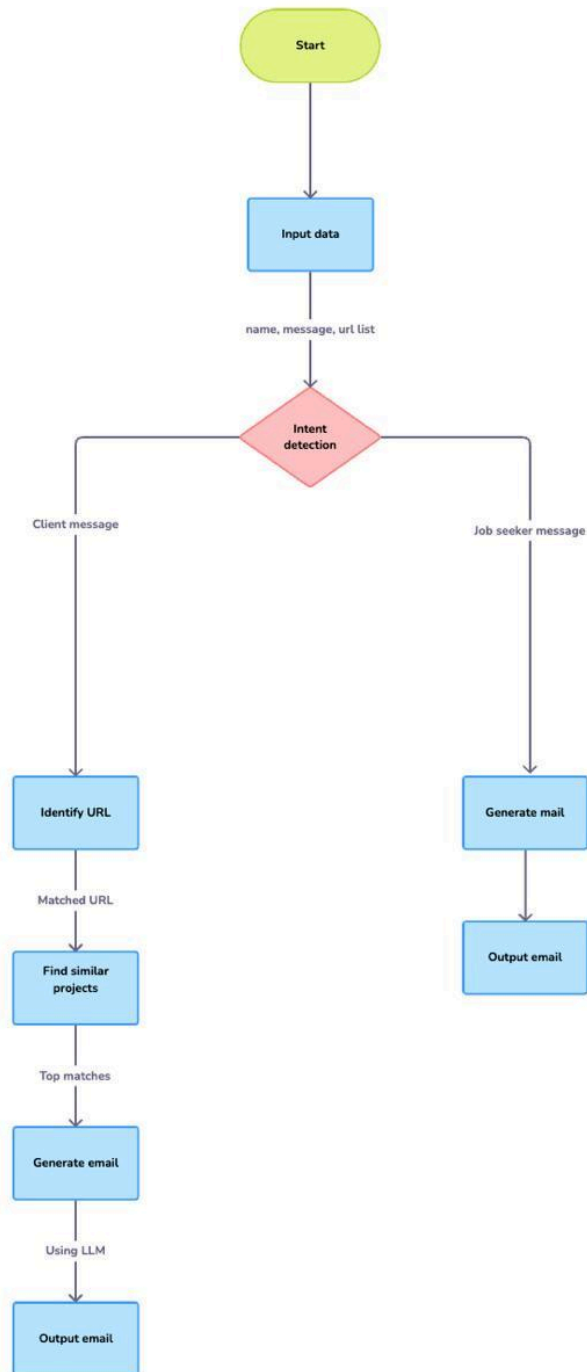 Start
Input data
name, message, url list
Intent
detection
Client message
Job seeker message
Identify URL
Generate mail
Matched URL
Find similar
projects
Output email
Top matches
Generate email
Using LLM
Output email